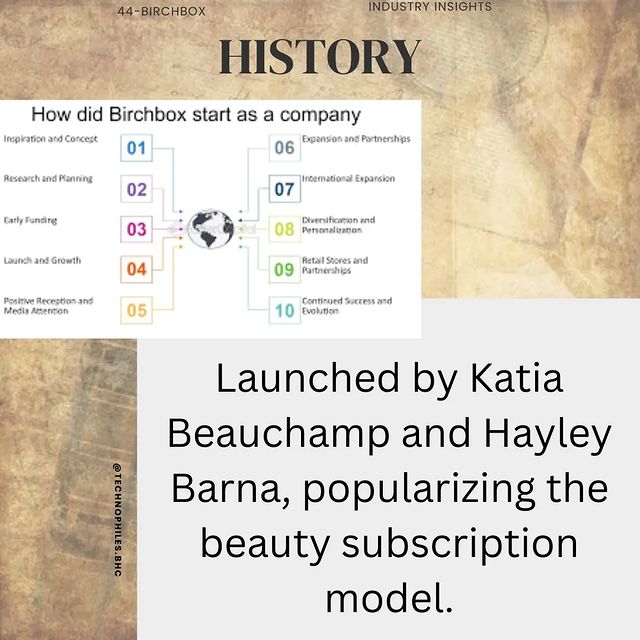 44-BIRCHBOX
INDUSTRY INSIGHTS
HISTORY
How did Birchbox start as a company
Inspiration and Concept
01
Research and Planning
02
Early Funding
03
Launch and Growth
04
Positive Reception and
Media Attention
05
06
Expansion and Partnerships
07
International Expansion
08
Diversification and
Personalization
09
Retail Stores and
Partnerships
10
Continued Success and
Evolution
Launched by Katia
Beauchamp and Hayley
Barna, popularizing the
beauty subscription
model.
@TECHNOPHILES.BHC